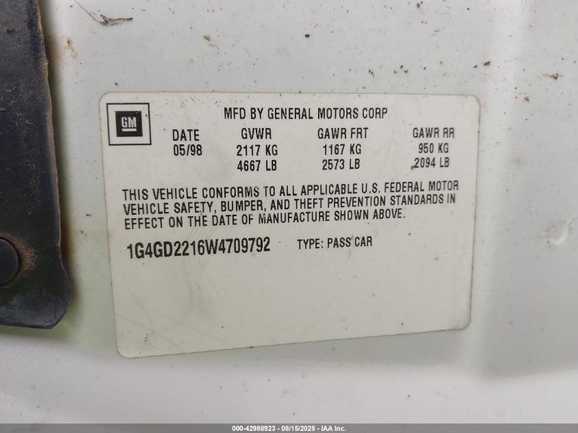 MFD BY GENERAL MOTORS CORP
GM
DATE GVWR GAWR FRT GAWR RR
05/98 2117 KG 1167 KG 950 KG
4667 LB 2573 LB 2094 LB
THIS VEHICLE CONFORMS TO ALL APPLICABLE U.S. FEDERAL MOTOR
VEHICLE SAFETY, BUMPER, AND THEFT PREVENTION STANDARDS IN
EFFECT ON THE DATE OF MANUFACTURE SHOWN ABOVE.
1G4GD2216W4709792 TYPE: PASS CAR
000-42988923 - 08/15/2025 - IAA Inc.